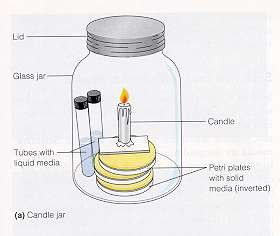 Lid
Glass jar
Candle
Tubes with
liquid media
Petri plates
with solid
media (inverted)
(a) Candle jar